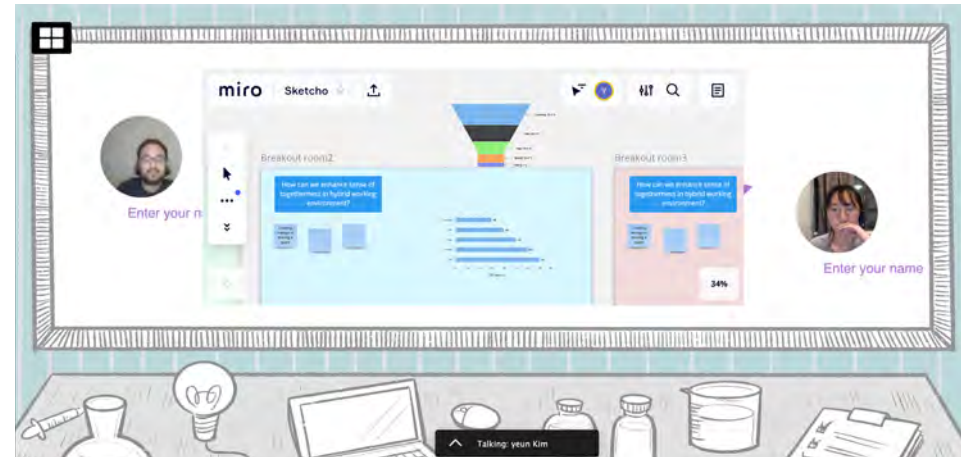 miro Sketcho
Breakout room2
Breakout room3
How can we enhance sense of
togetherness in hybrid working
environment?
How can we enhance sense of
togetherness in hybrid working
environment?
Enter your n
Enter your name
34%
Talking: yeun Kim